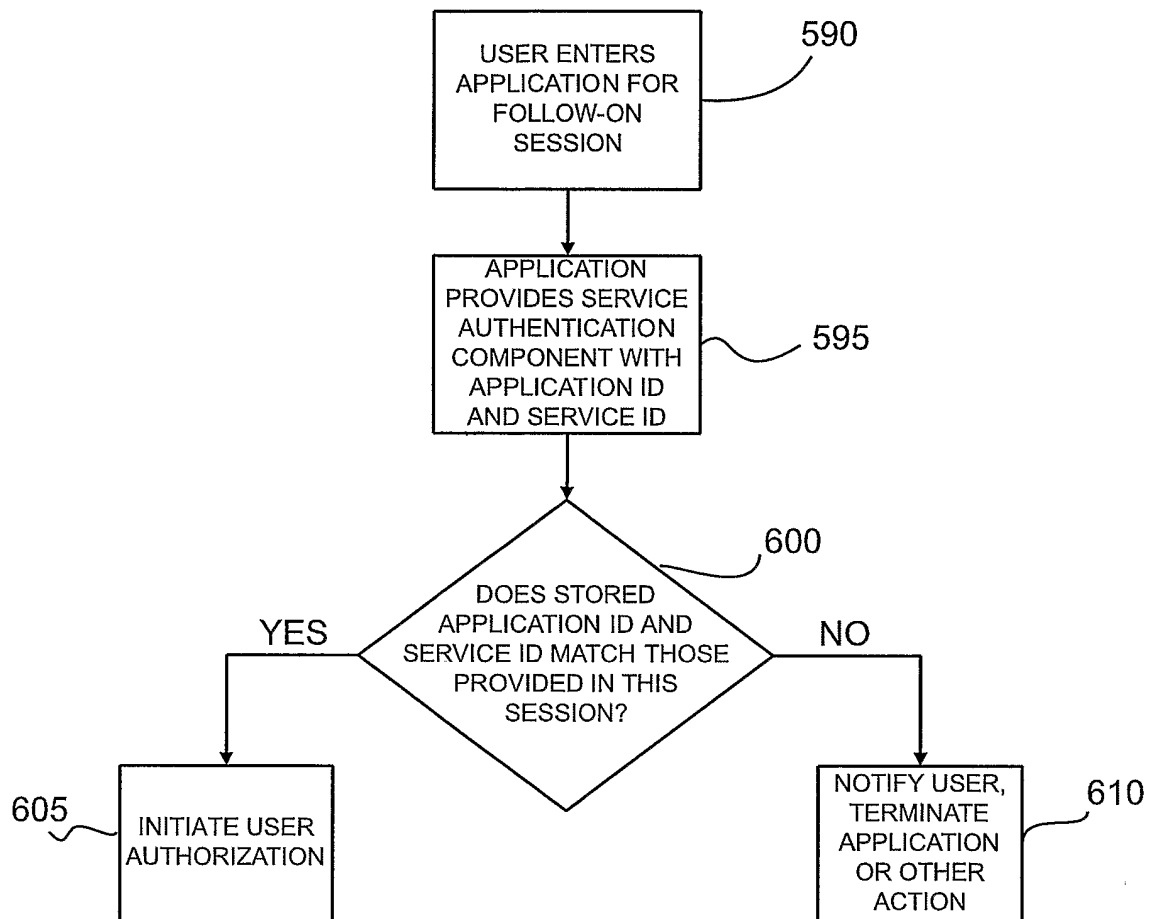 USER ENTERS
APPLICATION FOR
FOLLOW-ON
SESSION
590
APPLICATION
PROVIDES SERVICE
AUTHENTICATION
COMPONENT WITH
APPLICATION ID
AND SERVICE ID
595
600
DOES STORED
APPLICATION ID AND
SERVICE ID MATCH THOSE
PROVIDED IN THIS
SESSION?
YES
NO
605
INITIATE USER
AUTHORIZATION
NOTIFY USER,
TERMINATE
APPLICATION
OR OTHER
ACTION
610